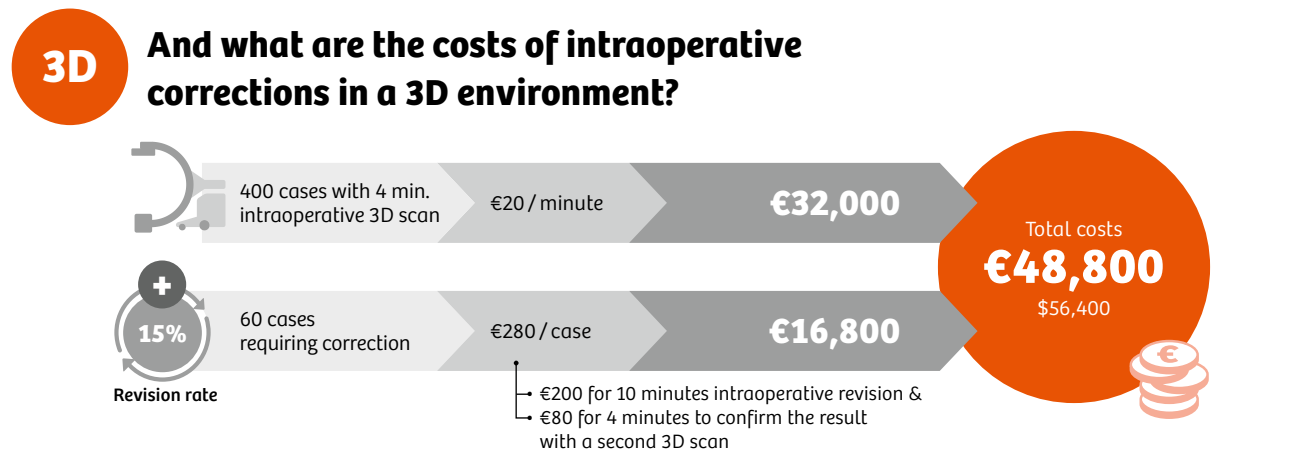 3D
And what are the costs of intraoperative
corrections in a 3D environment?
400 cases with 4 min.
intraoperative 3D scan
€20 / minute
€32,000
15%
Revision rate
60 cases
requiring correction
€280 / case
€16,800
€200 for 10 minutes intraoperative revision &
€80 for 4 minutes to confirm the result
with a second 3D scan
Total costs
€48,800
$56,400
€